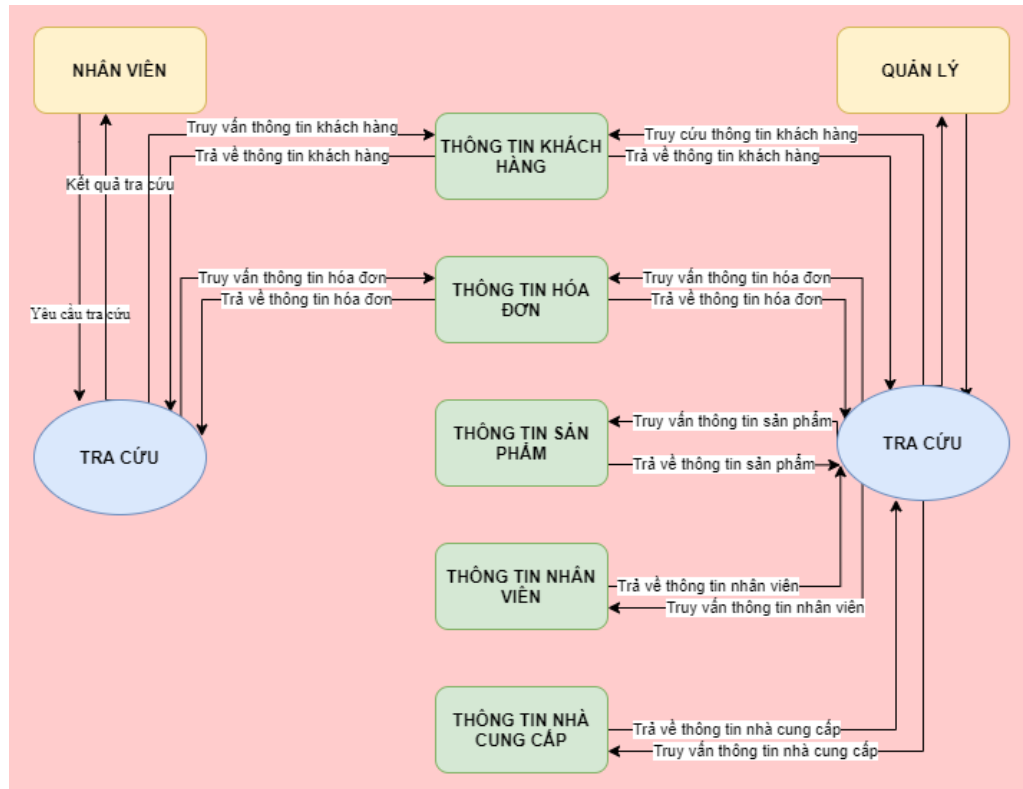 NHÂN VIÊN
QUẢN LÝ
Truy vấn thông tin khách hàng
Trả về thông tin khách hàng
THÔNG TIN KHÁCH
HÀNG
Truy cứu thông tin khách hàng
Trả về thông tin khách hàng
Kết quả tra cứu
Truy vấn thông tin hóa đơn
Trả về thông tin hóa đơn
THÔNG TIN HÓA
ĐƠN
Truy vấn thông tin hóa đơn
Trả về thông tin hóa đơn
Yêu cầu tra cứu
TRA CỨU
THÔNG TIN SẢN
PHẨM
Truy vấn thông tin sản phẩm
Trả về thông tin sản phẩm
TRA CỨU
THÔNG TIN NHÂN
VIÊN
Trả về thông tin nhân viên
Truy vấn thông tin nhân viên
THÔNG TIN NHÀ
CUNG CẤP
Trả về thông tin nhà cung cấp
Truy vấn thông tin nhà cung cấp